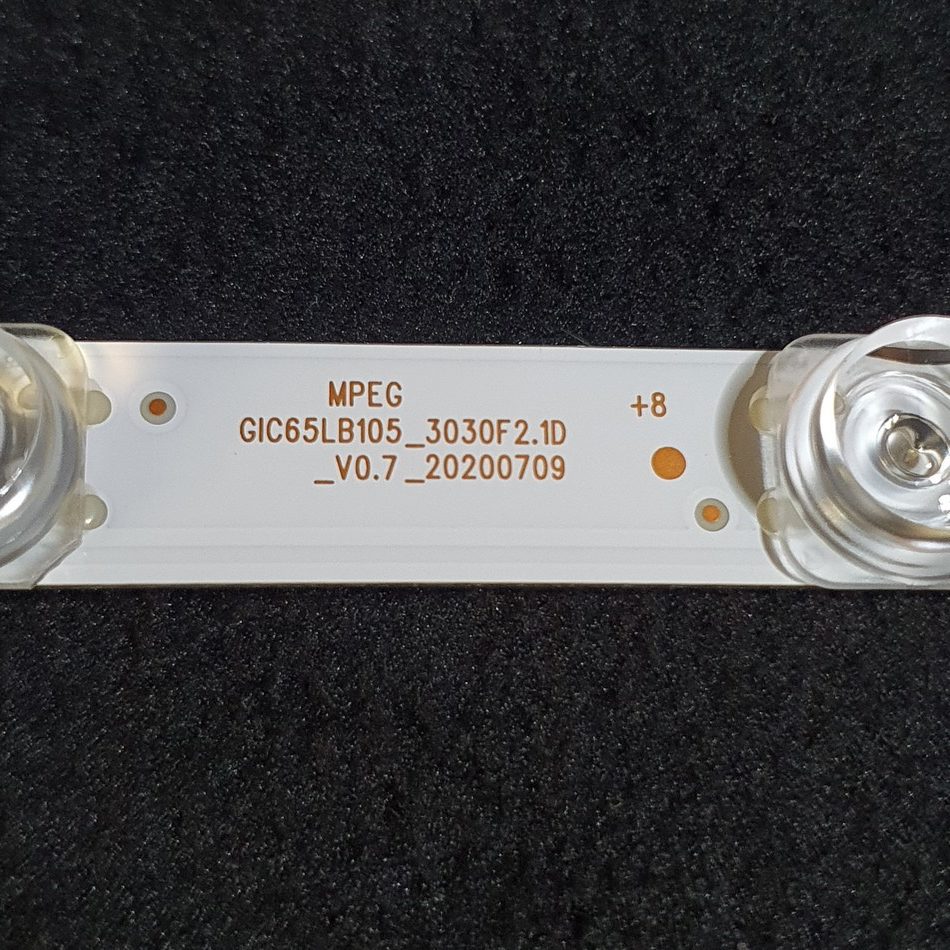 MPEG
GIC65LB105_3030F2.1D
_V0.7_20200709
+8